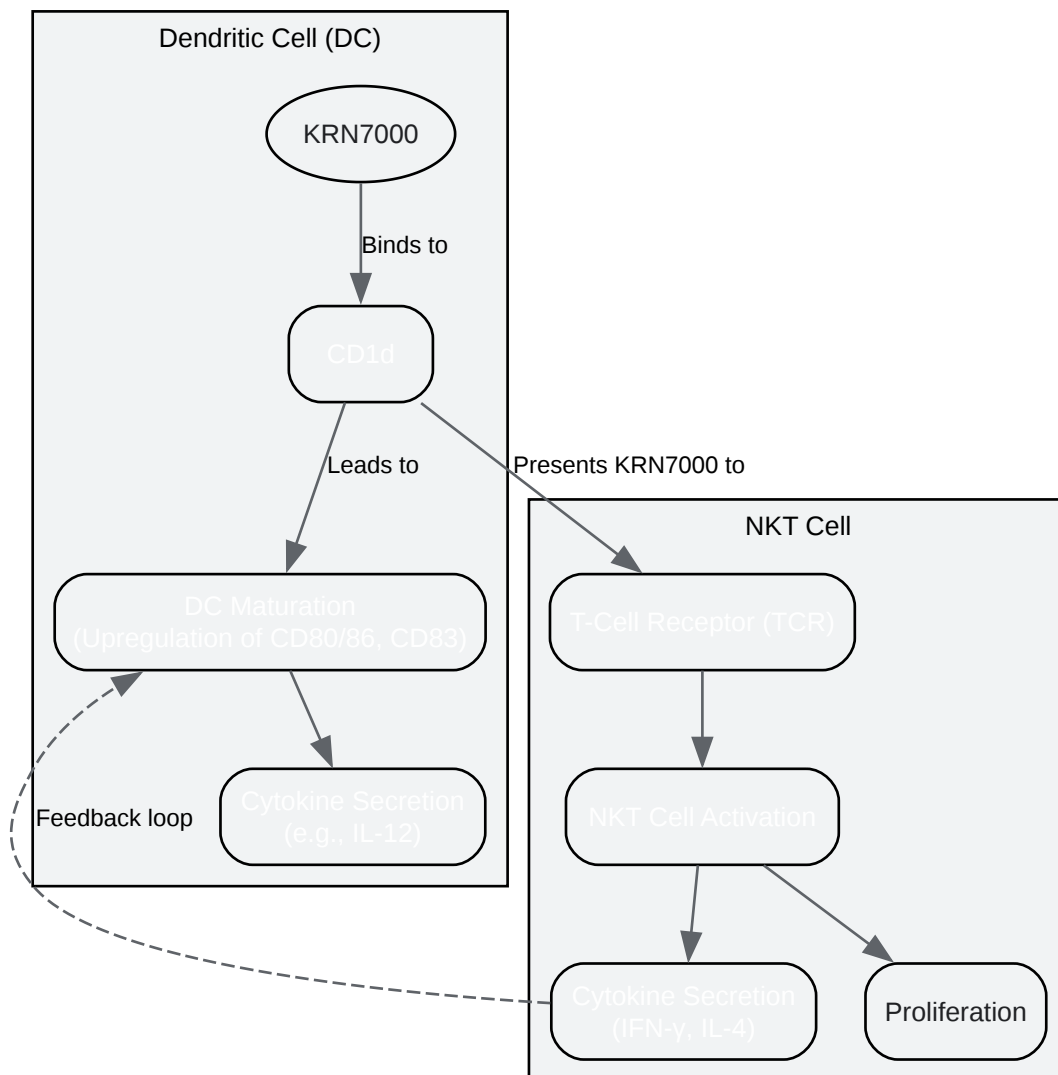 Dendritic Cell (DC)
KRN7000
Binds to
CD1d
Leads to
Presents KRN7000 to
NKT Cell
DC Maturation
(Upregulation of CD80/86, CD83)
T-Cell Receptor (TCR)
Cytokine Secretion
(e.g., IL-12)
Feedback loop
NKT Cell Activation
Cytokine Secretion
(IFN-γ, IL-4)
Proliferation